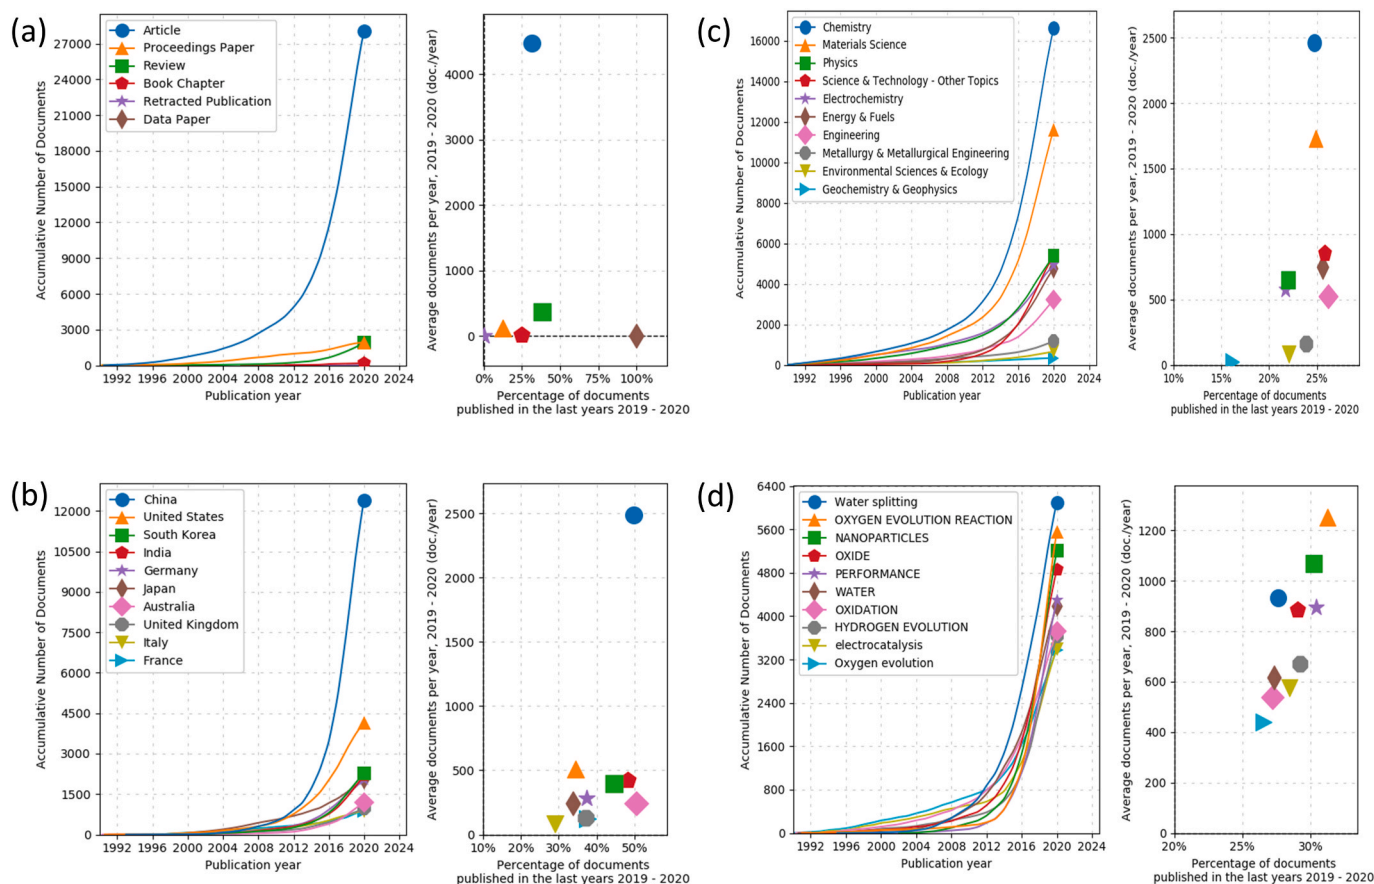 (a)
Article
Proceedings Paper
Review
Book Chapter
Retracted Publication
Data Paper
27000
24000
21000
18000
15000
12000
9000
6000
3000
0
1992 1996 2000 2004 2008 2012 2016 2020 2024
Accumulative Number of Documents
Publication year
4000
3000
2000
1000
0
0% 25% 50% 75% 100%
Average documents per year, 2019 - 2020 (doc./year)
Percentage of documents
published in the last years 2019 - 2020
(c)
Chemistry
Materials Science
Physics
Science & Technology - Other Topics
Electrochemistry
Energy & Fuels
Engineering
Metallurgy & Metallurgical Engineering
Environmental Sciences & Ecology
Geochemistry & Geophysics
16000
14000
12000
10000
8000
6000
4000
2000
0
1992 1996 2000 2004 2008 2012 2016 2020 2024
Accumulative Number of Documents
Publication year
2500
2000
1500
1000
500
0
10% 15% 20% 25%
Average documents per year, 2019 - 2020 (doc./year)
Percentage of documents
published in the last years 2019 - 2020
(b)
China
United States
South Korea
India
Germany
Japan
Australia
United Kingdom
Italy
France
12000
10500
9000
7500
6000
4500
3000
1500
0
1992 1996 2000 2004 2008 2012 2016 2020 2024
Accumulative Number of Documents
Publication year
2500
2000
1500
1000
500
0
10% 20% 30% 40% 50%
Average documents per year, 2019 - 2020 (doc./year)
Percentage of documents
published in the last years 2019 - 2020
(d)
Water splitting
OXYGEN EVOLUTION REACTION
NANOPARTICLES
OXIDE
PERFORMANCE
WATER
OXIDATION
HYDROGEN EVOLUTION
electrocatalysis
Oxygen evolution
6400
5600
4800
4000
3200
2400
1600
800
0
1992 1996 2000 2004 2008 2012 2016 2020 2024
Accumulative Number of Documents
Publication year
1200
1000
800
600
400
200
0
20% 25% 30%
Average documents per year, 2019 - 2020 (doc./year)
Percentage of documents
published in the last years 2019 - 2020